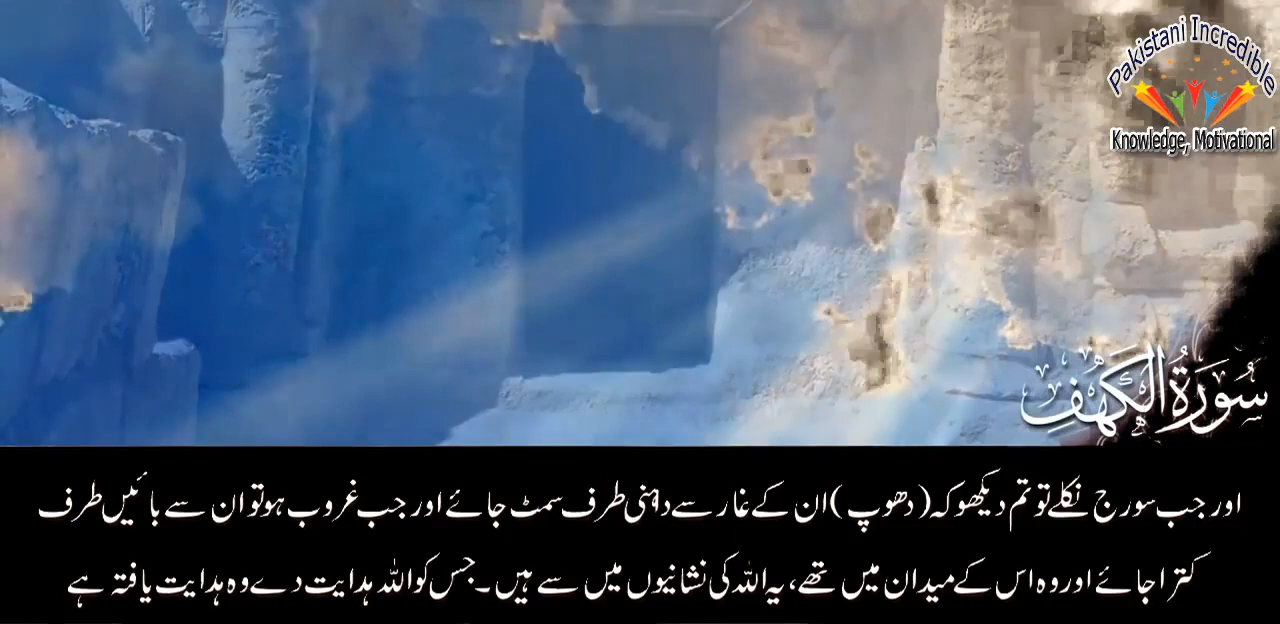 Pakistani Incredible
Knowledge, Motivational
سُورَةُ الْكَهْف
اور جب سورج نکلے تو تم دیکھو کہ (دھوپ) ان کے غار سے داہنی طرف سمٹ جائے اور جب غروب ہو تو ان سے بائیں طرف
کترا جائے اور وہ اس کے میدان میں تھے، یہ اللہ کی نشانیوں میں سے ہیں۔ جس کو اللہ ہدایت دے وہ ہدایت یافتہ ہے